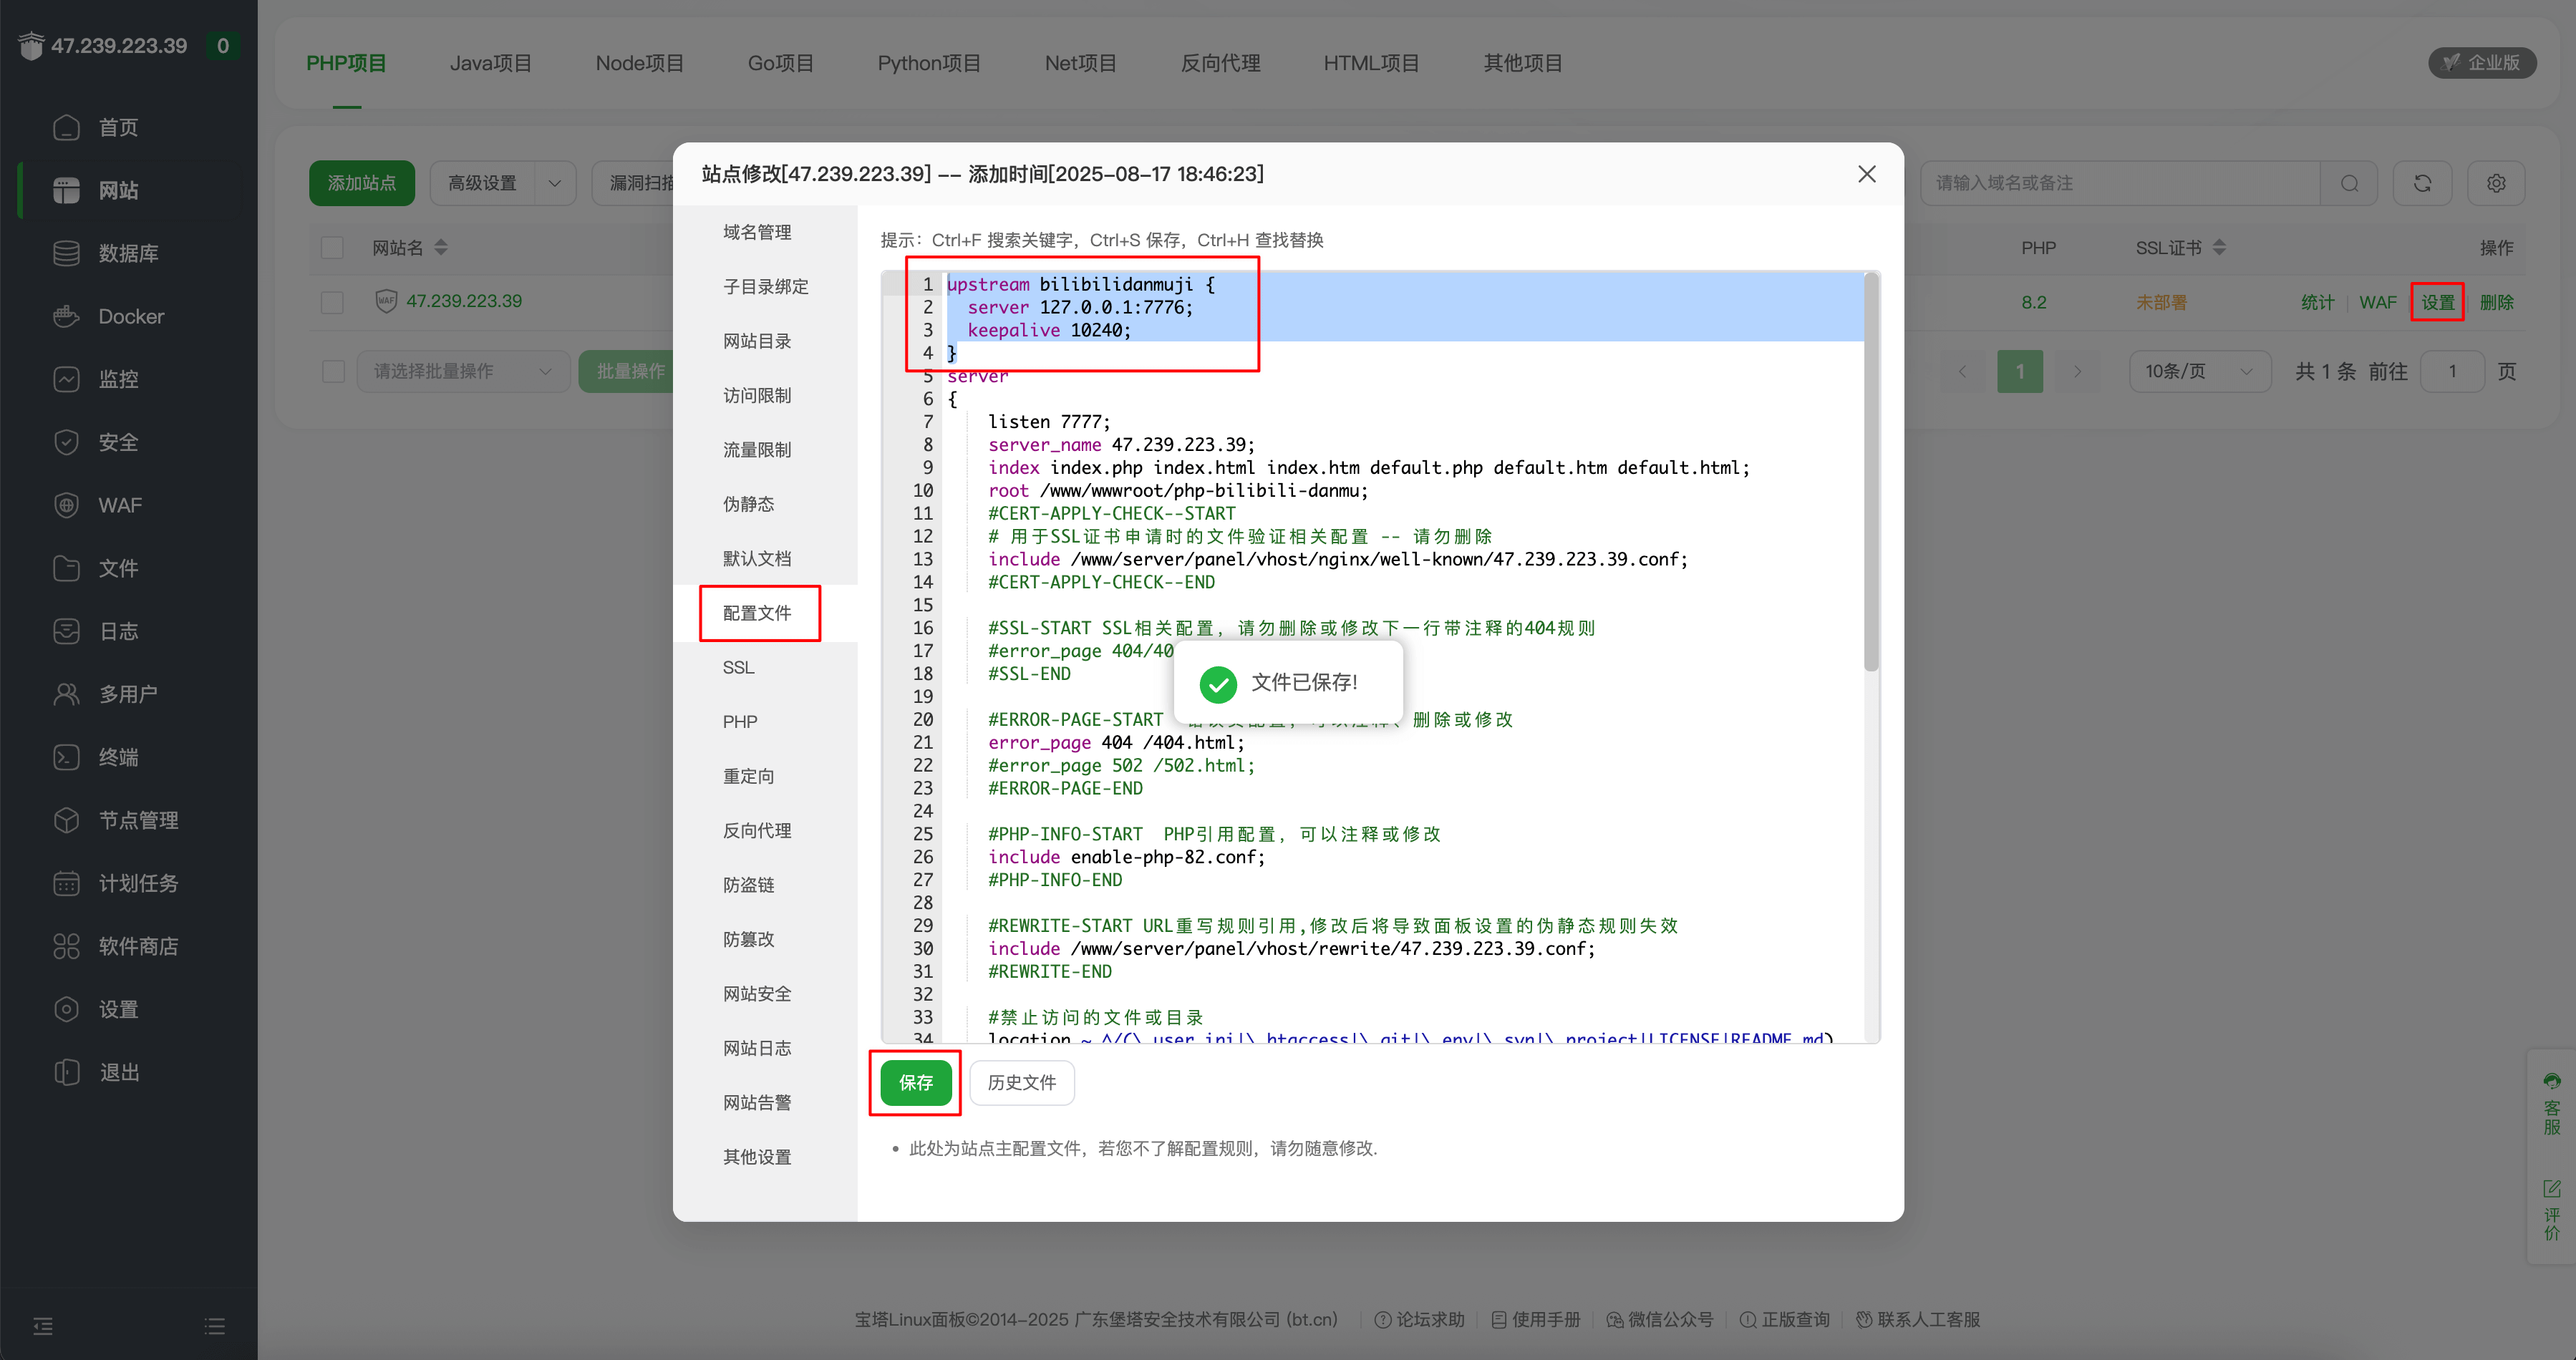 47.239.223.39 0
首页
网站
数据库
Docker
监控
安全
WAF
文件
日志
多用户
终端
节点管理
计划任务
软件商店
设置
退出
PHP项目 Java项目 Node项目 Go项目 Python项目 Net项目 反向代理 HTML项目 其他项目 企业版
添加站点 高级设置 漏洞扫描 请输入域名或备注
网站名 PHP SSL证书 操作
WAF 47.239.223.39 8.2 未部署 统计 WAF 设置 删除
请选择批量操作 批量操作 1 10条/页 共 1 条 前往 1 页
站点修改[47.239.223.39] -- 添加时间[2025-08-17 18:46:23]
域名管理
子目录绑定
网站目录
访问限制
流量限制
伪静态
默认文档
配置文件
SSL
PHP
重定向
反向代理
防盗链
防篡改
网站安全
网站日志
网站告警
其他设置
提示：Ctrl+F 搜索关键字，Ctrl+S 保存，Ctrl+H 查找替换
1 upstream bilibilidanmuji {
2 server 127.0.0.1:7776;
3 keepalive 10240;
4 }
5 server
6 {
7 listen 7777;
8 server_name 47.239.223.39;
9 index index.php index.html index.htm default.php default.htm default.html;
10 root /www/wwwroot/php-bilibili-danmu;
11 #CERT-APPLY-CHECK--START
12 # 用于SSL证书申请时的文件验证相关配置 -- 请勿删除
13 include /www/server/panel/vhost/nginx/well-known/47.239.223.39.conf;
14 #CERT-APPLY-CHECK--END
15
16 #SSL-START SSL相关配置，请勿删除或修改下一行带注释的404规则
17 #error_page 404/40
18 #SSL-END
19
20 #ERROR-PAGE-START 删除或修改
21 error_page 404 /404.html;
22 #error_page 502 /502.html;
23 #ERROR-PAGE-END
24
25 #PHP-INFO-START PHP引用配置，可以注释或修改
26 include enable-php-82.conf;
27 #PHP-INFO-END
28
29 #REWRITE-START URL重写规则引用,修改后将导致面板设置的伪静态规则失效
30 include /www/server/panel/vhost/rewrite/47.239.223.39.conf;
31 #REWRITE-END
32
33 #禁止访问的文件或目录
34 location ~ ^/(\.user.ini|\.htaccess|\.git|\.env|\.svn|\.project|LICENSE|README.md)
文件已保存!
保存 历史文件
• 此处为站点主配置文件，若您不了解配置规则，请勿随意修改.
客服
评价
宝塔Linux面板©2014-2025 广东堡塔安全技术有限公司 (bt.cn) 论坛求助 使用手册 微信公众号 正版查询 联系人工客服